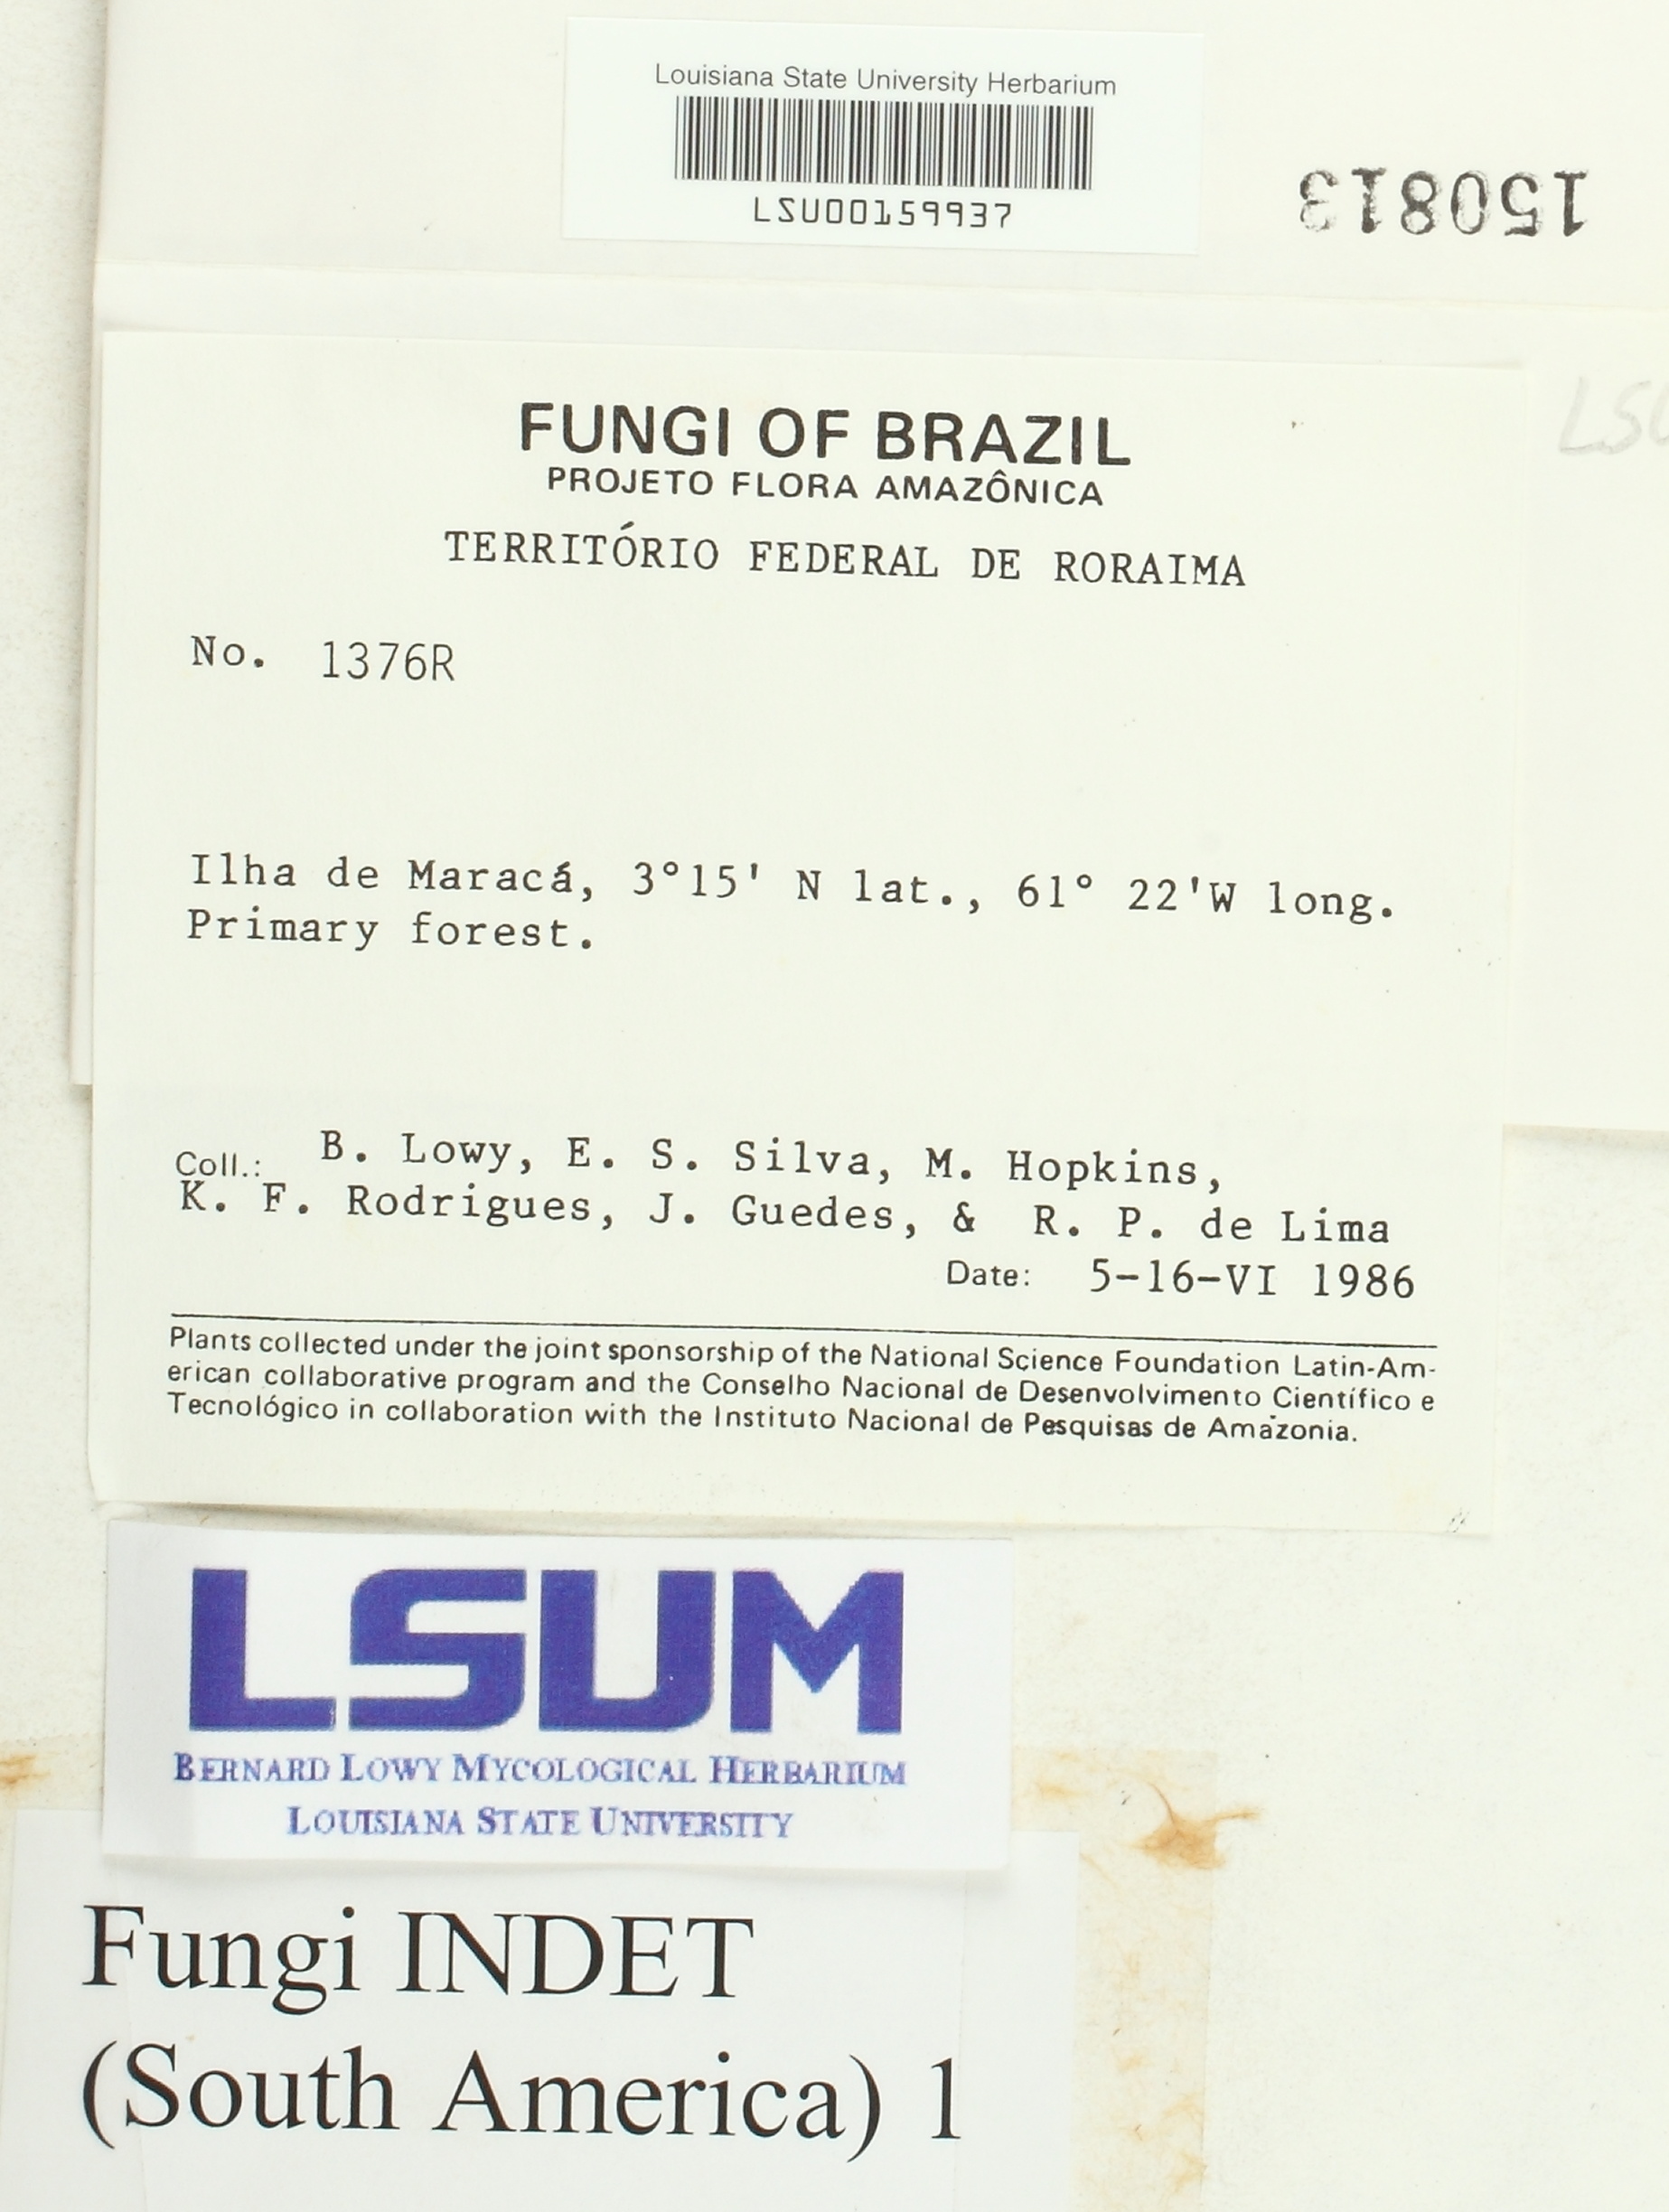 Louisiana State University Herbarium
LSU00159937
150813
LSU
FUNGI OF BRAZIL
PROJETO FLORA AMAZÔNICA
TERRITÓRIO FEDERAL DE RORAIMA
No. 1376R
Ilha de Maracá, 3°15' N lat., 61° 22'W long.
Primary forest.
Coll.: B. Lowy, E. S. Silva, M. Hopkins,
K. F. Rodrigues, J. Guedes, & R. P. de Lima
Date: 5-16-VI 1986
Plants collected under the joint sponsorship of the National Science Foundation Latin-Am-
erican collaborative program and the Conselho Nacional de Desenvolvimento Científico e
Tecnológico in collaboration with the Instituto Nacional de Pesquisas de Amazonia.
LSUM
BERNARD LOWY MYCOLOGICAL HERBARIUM
LOUISIANA STATE UNIVERSITY
Fungi INDET
(South America) 1